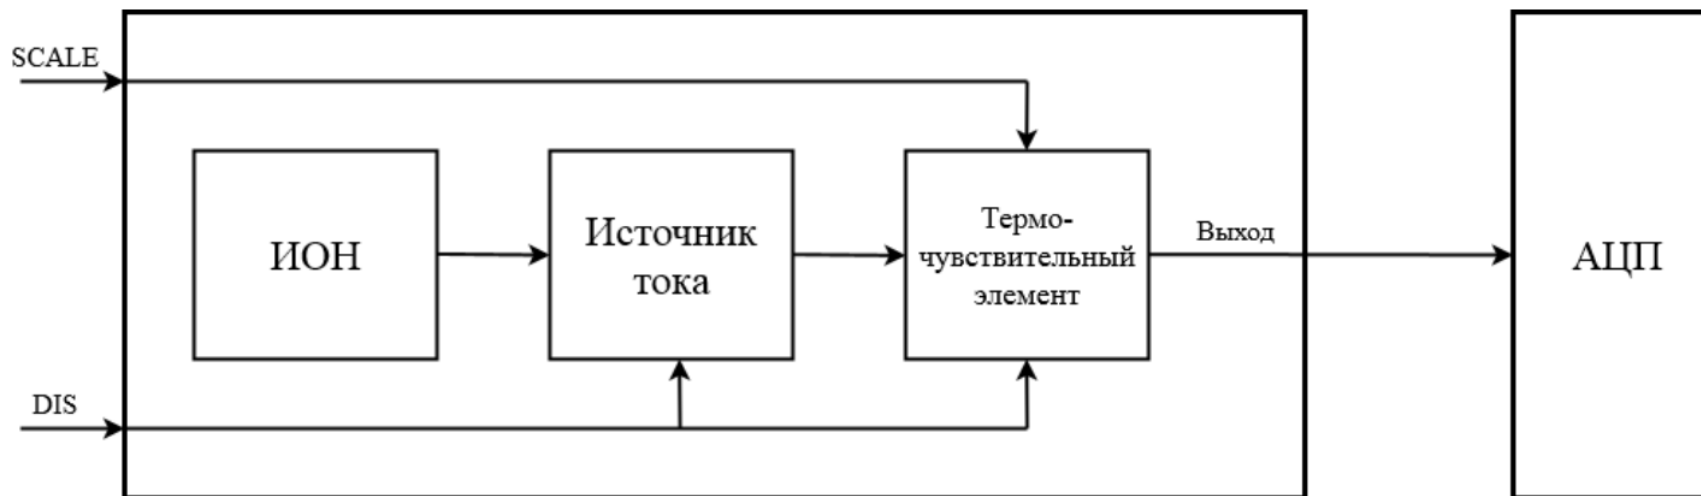 SCALE
ИОН
Источник
тока
Термо-
чувствительный
элемент
Выход
АЦП
DIS